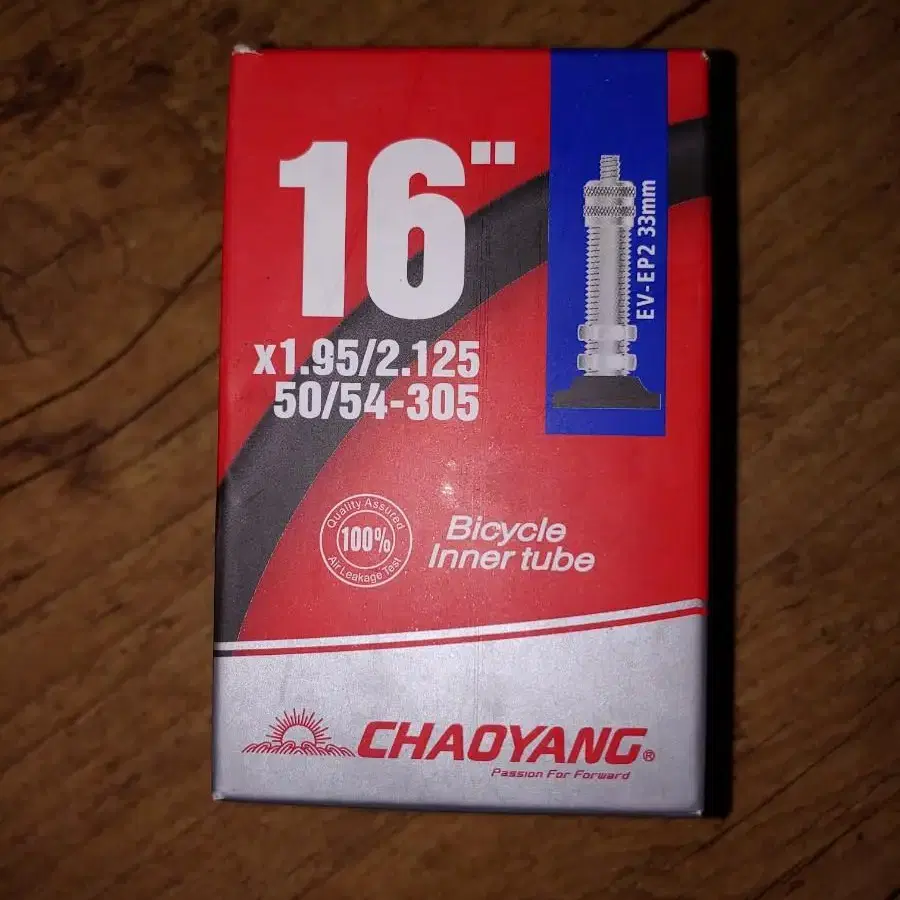 16"
x1.95/2.125
50/54-305
EV-EP2 33mm
Quality Assured
100%
Air Leakage Test
Bicycle
Inner tube
CHAOYANG®
Passion For Forward